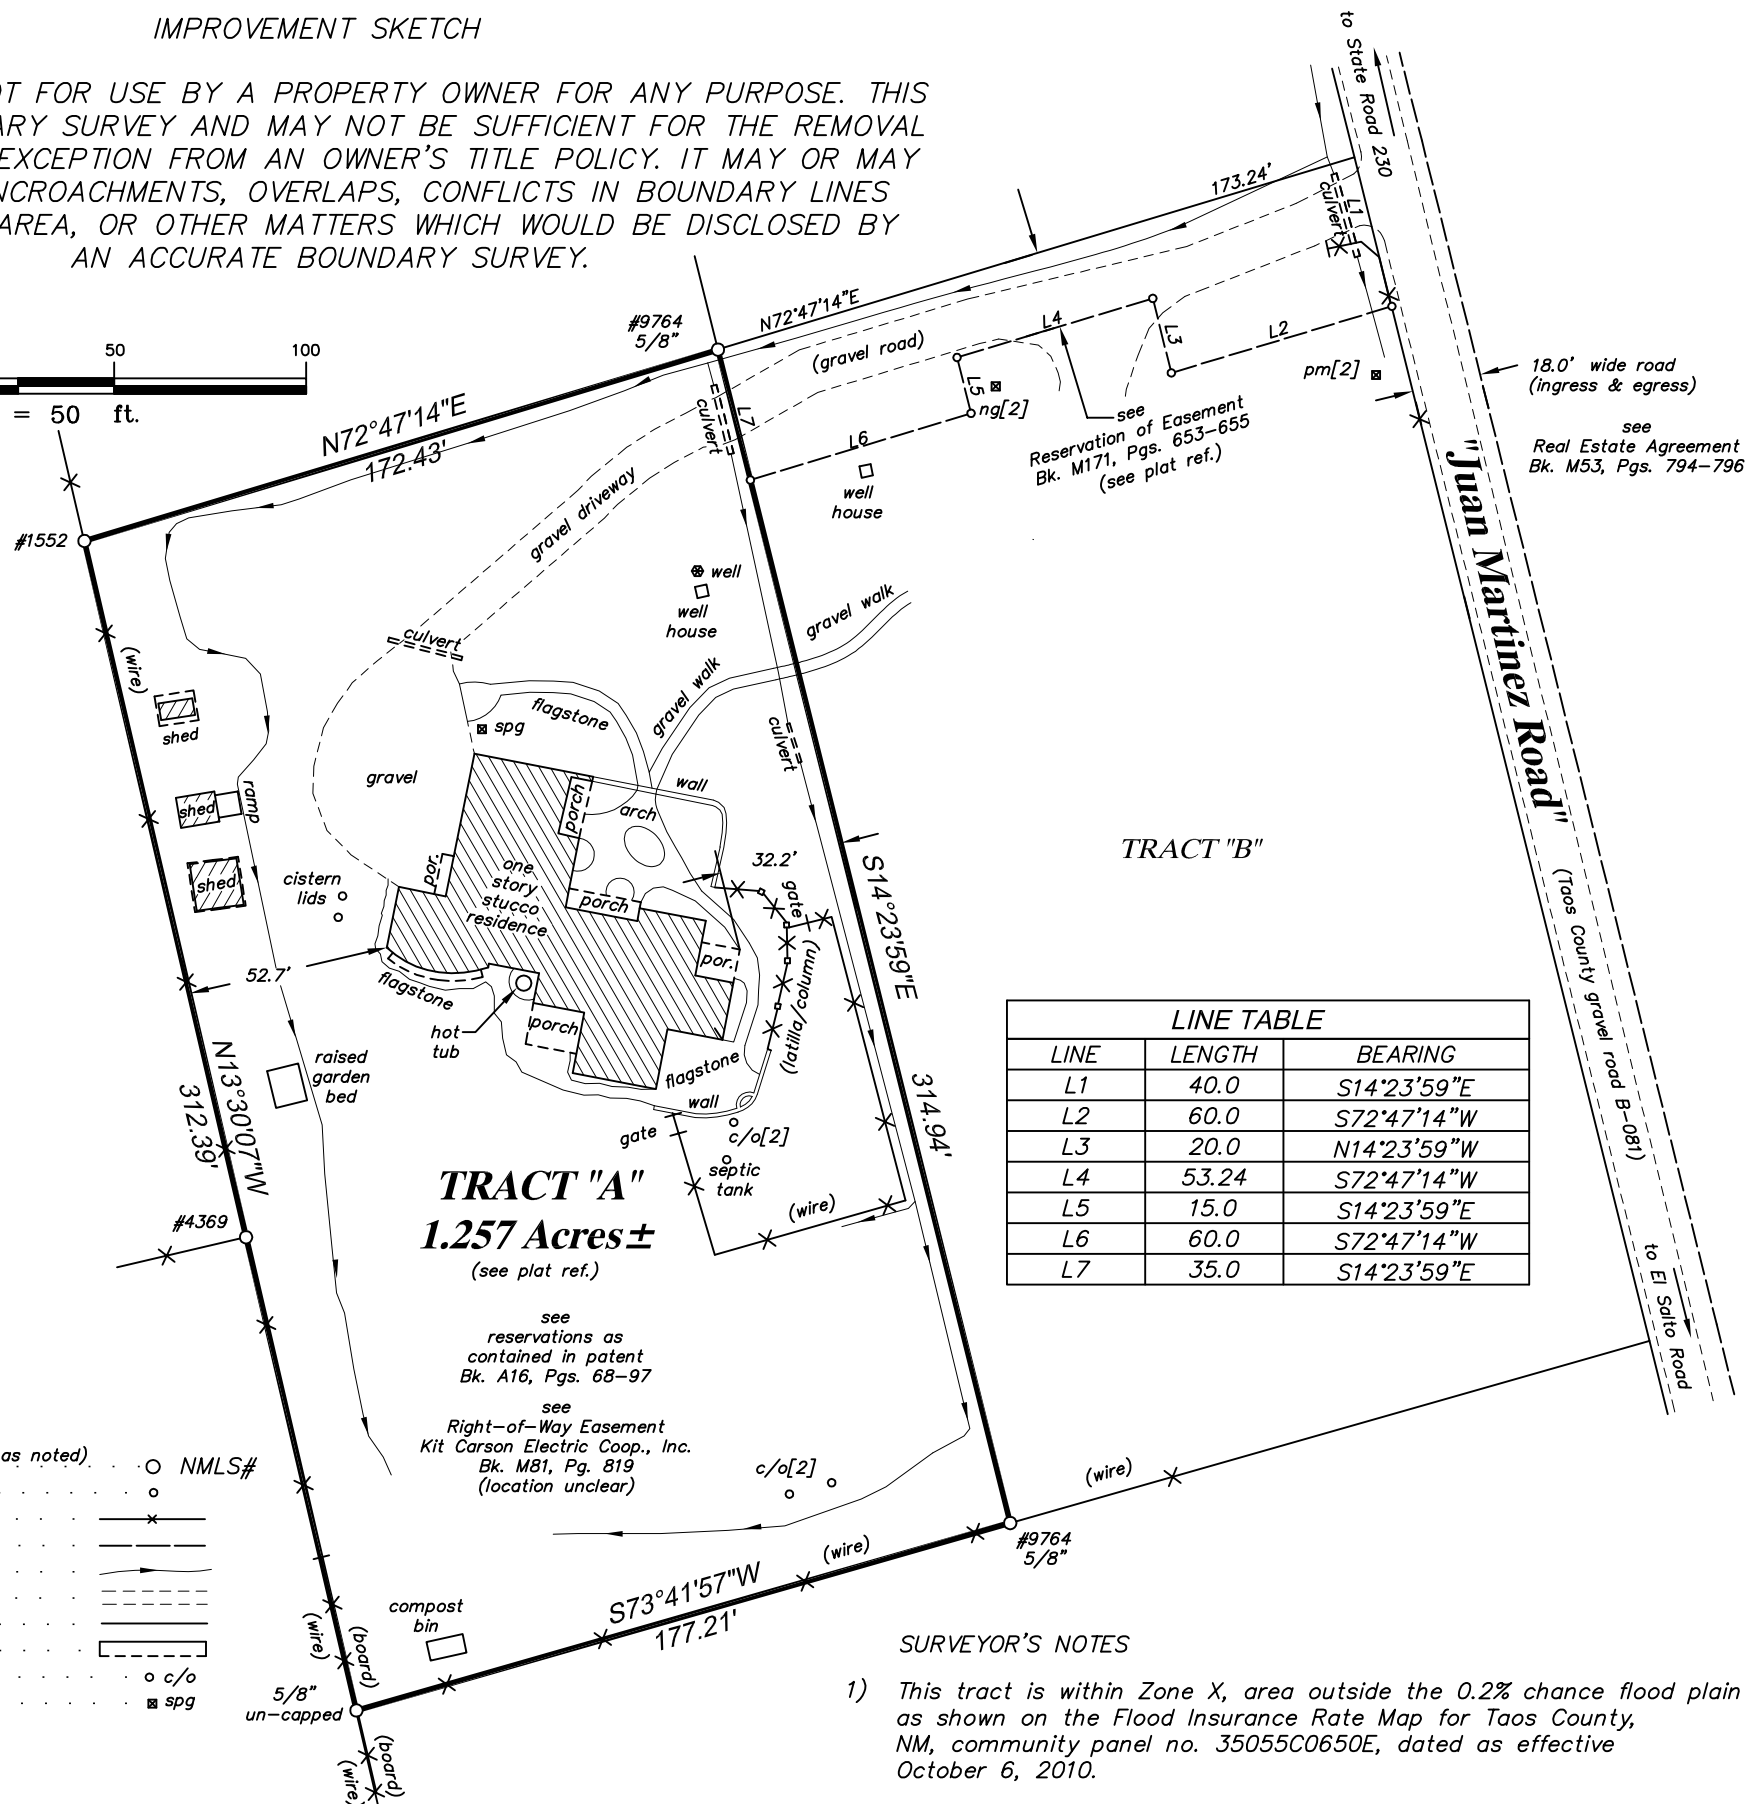 IMPROVEMENT SKETCH
OT FOR USE BY A PROPERTY OWNER FOR ANY PURPOSE. THIS
ARY SURVEY AND MAY NOT BE SUFFICIENT FOR THE REMOVAL
EXCEPTION FROM AN OWNER'S TITLE POLICY. IT MAY OR MAY
NCROACHMENTS, OVERLAPS, CONFLICTS IN BOUNDARY LINES
AREA, OR OTHER MATTERS WHICH WOULD BE DISCLOSED BY
AN ACCURATE BOUNDARY SURVEY.
50 100
= 50 ft.
to State Road 230
173.24'
N72°47'14"E
culvert
L1
#9764
5/8"
(gravel road)
L4
L3
L2
L5
ng[2]
pm[2]
18.0' wide road
(ingress & egress)
see
Real Estate Agreement
Bk. M53, Pgs. 794-796
see
Reservation of Easement
Bk. M171, Pgs. 653-655
(see plat ref.)
N72°47'14"E
172.43'
culvert
L7
L6
well
house
#1552
gravel driveway
well
well
house
gravel walk
gravel walk
culvert
culvert
(wire)
shed
shed
ramp
shed
flagstone
spg
gravel
wall
arch
porch
por.
one
story
stucco
residence
porch
por.
32.2'
gate
(latilla/column)
cistern
lids
52.7'
flagstone
hot
tub
porch
flagstone
wall
gate
c/o[2]
septic
tank
(wire)
raised
garden
bed
S14°23'59"E
314.94'
N13°30'07"W
312.39'
#4369
TRACT "A"
1.257 Acres±
(see plat ref.)
see
reservations as
contained in patent
Bk. A16, Pgs. 68-97
see
Right-of-Way Easement
Kit Carson Electric Coop., Inc.
Bk. M81, Pg. 819
(location unclear)
c/o[2]
TRACT "B"
"Juan Martinez Road"
(Taos County gravel road B-081)
to El Salto Road
LINE TABLE
LINE LENGTH BEARING
L1 40.0 S14°23'59"E
L2 60.0 S72°47'14"W
L3 20.0 N14°23'59"W
L4 53.24 S72°47'14"W
L5 15.0 S14°23'59"E
L6 60.0 S72°47'14"W
L7 35.0 S14°23'59"E
(wire)
#9764
5/8"
(wire)
S73°41'57"W
177.21'
compost
bin
(wire)
(board)
5/8"
un-capped
(board)
(wire)
as noted)
NMLS#
c/o
spg
SURVEYOR'S NOTES
1) This tract is within Zone X, area outside the 0.2% chance flood plain
as shown on the Flood Insurance Rate Map for Taos County,
NM, community panel no. 35055C0650E, dated as effective
October 6, 2010.